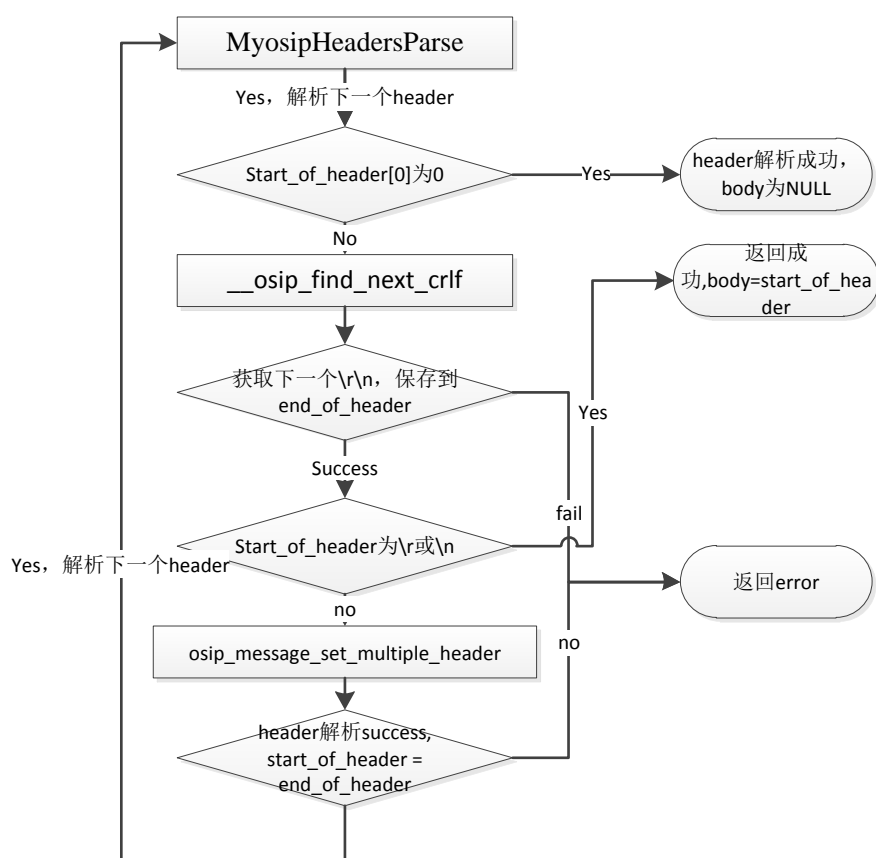 MyosipHeadersParse
Yes，解析下一个header
Start_of_header[0]为0
Yes
header解析成功，
body为NULL
No
__osip_find_next_crlf
返回成
功,body=start_of_hea
der
获取下一个\r\n，保存到
end_of_header
Yes
Success
fail
Start_of_header为\r或\n
Yes，解析下一个header
返回error
no
osip_message_set_multiple_header
no
header解析success,
start_of_header =
end_of_header